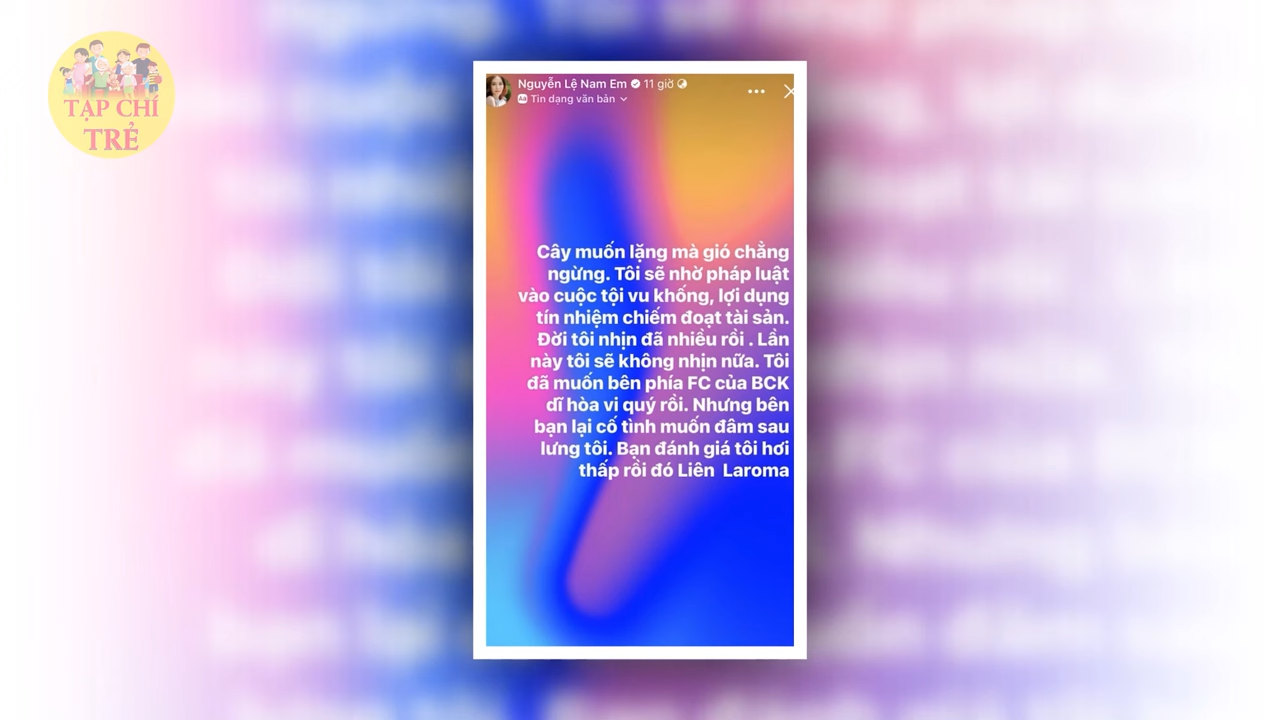 TẠP CHÍ
TRẺ
Nguyễn Lệ Nam Em 11 giờ
Aa Tin dạng văn bản
Cây muốn lặng mà gió chẳng
ngừng. Tôi sẽ nhờ pháp luật
vào cuộc tội vu khống, lợi dụng
tín nhiệm chiếm đoạt tài sản.
Đời tôi nhịn đã nhiều rồi . Lần
này tôi sẽ không nhịn nữa. Tôi
đã muốn bên phía FC của BCK
dĩ hòa vi quý rồi. Nhưng bên
bạn lại cố tình muốn đâm sau
lưng tôi. Bạn đánh giá tôi hơi
thấp rồi đó Liên Laroma